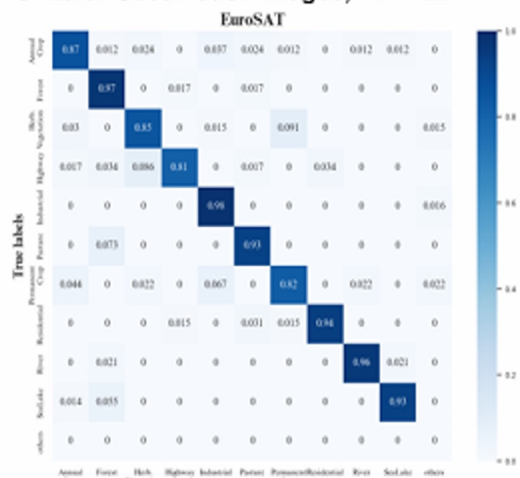 EuroSAT
True labels
Annual Crop 0.87 0.012 0.024 0 0.037 0.024 0.012 0 0.012 0.012 0
Forest 0 0.97 0 0.017 0 0.017 0 0 0 0 0
Herb. Vegetation 0.03 0 0.85 0 0.015 0 0.091 0 0 0 0.015
Highway 0.017 0.034 0.086 0.81 0 0.017 0 0.034 0 0 0
Industrial 0 0 0 0 0.98 0 0 0 0 0 0.016
Pasture 0 0.073 0 0 0 0.93 0 0 0 0 0
Permanent Crop 0.044 0 0.022 0 0.067 0 0.82 0 0.022 0 0.022
Residential 0 0 0 0.015 0 0.031 0.015 0.94 0 0 0
River 0 0.021 0 0 0 0 0 0 0.96 0.021 0
SeaLake 0.014 0.055 0 0 0 0 0 0 0 0.93 0
others 0 0 0 0 0 0 0 0 0 0 0
Annual Forest Herb. Highway Industrial Pasture Permanent Residential River SeaLake others
1.0
0.8
0.6
0.4
0.2
0.0